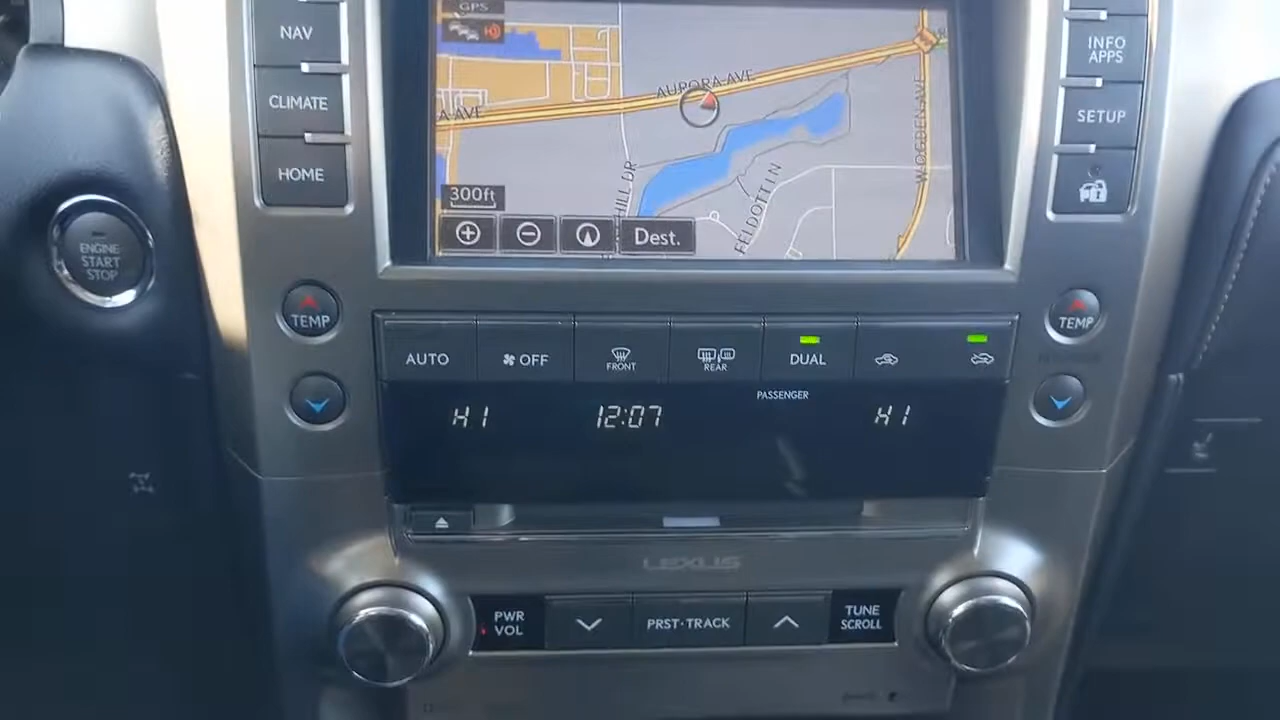 GPS
NAV
CLIMATE
HOME
AURORA AVE
A AVE
HILL DR
FELDOTT LN
W OGDEN AVE
300ft
Dest.
INFO
APPS
SETUP
ENGINE
START
STOP
TEMP
TEMP
AUTO
OFF
FRONT
REAR
DUAL
PASSENGER
HI
12:07
HI
LEXUS
PWR
VOL
PRST·TRACK
TUNE
SCROLL